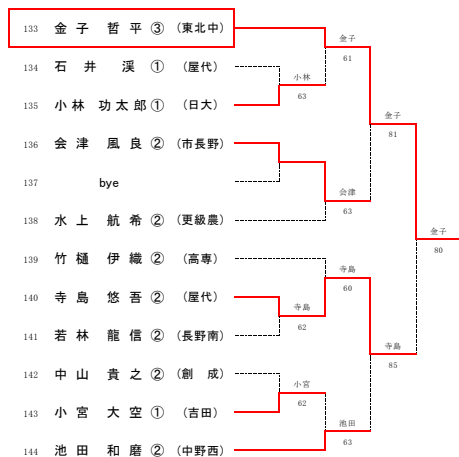 133 金子 哲平③ (東北中)
金子
61
134 石井 渓① (屋代)
小林
63
135 小林 功太郎① (日大)
金子
81
136 会津 風良② (市長野)
137 bye
会津
63
138 水上 航希② (更級農)
金子
80
139 竹樋 伊織② (高専)
寺島
60
140 寺島 悠吾② (屋代)
寺島
62
141 若林 龍信② (長野南)
寺島
85
142 中山 貴之② (創成)
小宮
62
143 小宮 大空① (吉田)
池田
63
144 池田 和磨② (中野西)